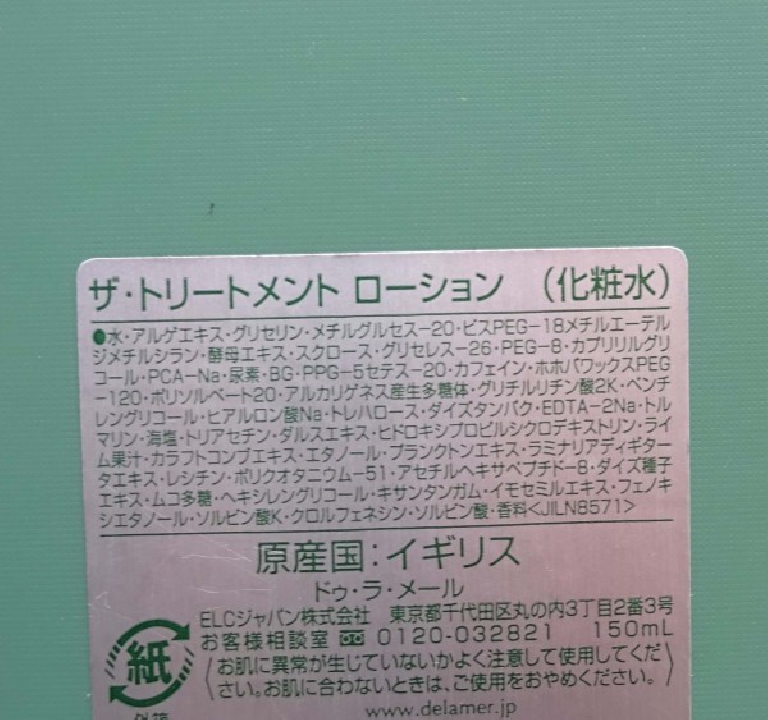 ザ・トリートメント ローション (化粧水)
●水・アルゲエキス・グリセリン・メチルグルセス-20・ビスPEG-18メチルエーテル
ジメチルシラン・酵母エキス・スクロース・グリセレス-26・PEG-8・カプリリルグリ
コール・PCA-Na・尿素・BG・PPG-5セテス-20・カフェイン・ホホバワックスPEG
-120・ポリソルベート20・アルカリゲネス産生多糖体・グリチルリチン酸2K・ペンチ
レングリコール・ヒアルロン酸Na・トレハロース・ダイズタンパク・EDTA-2Na・トル
マリン・海塩・トリアセチン・ダルスエキス・ヒドロキシプロピルシクロデキストリン・ライ
ム果汁・カラフトコンブエキス・エタノール・プランクトンエキス・ラミナリアディギター
タエキス・レシチン・ポリクオタニウム-51・アセチルヘキサペプチド-8・ダイズ種子
エキス・ムコ多糖・ヘキシレングリコール・キサンタンガム・イモセミルエキス・フェノキ
シエタノール・ソルビン酸K・クロルフェネシン・ソルビン酸・香料<JILN8571>
原産国:イギリス
ドゥ・ラ・メール
ELCジャパン株式会社 東京都千代田区丸の内3丁目2番3号
お客様相談室 0120-032821 150mL
(お肌に異常が生じていないかよく注意して使用してくだ
さい。お肌に合わないときは、ご使用をおやめください。)
紙
外箱
www.delamer.jp